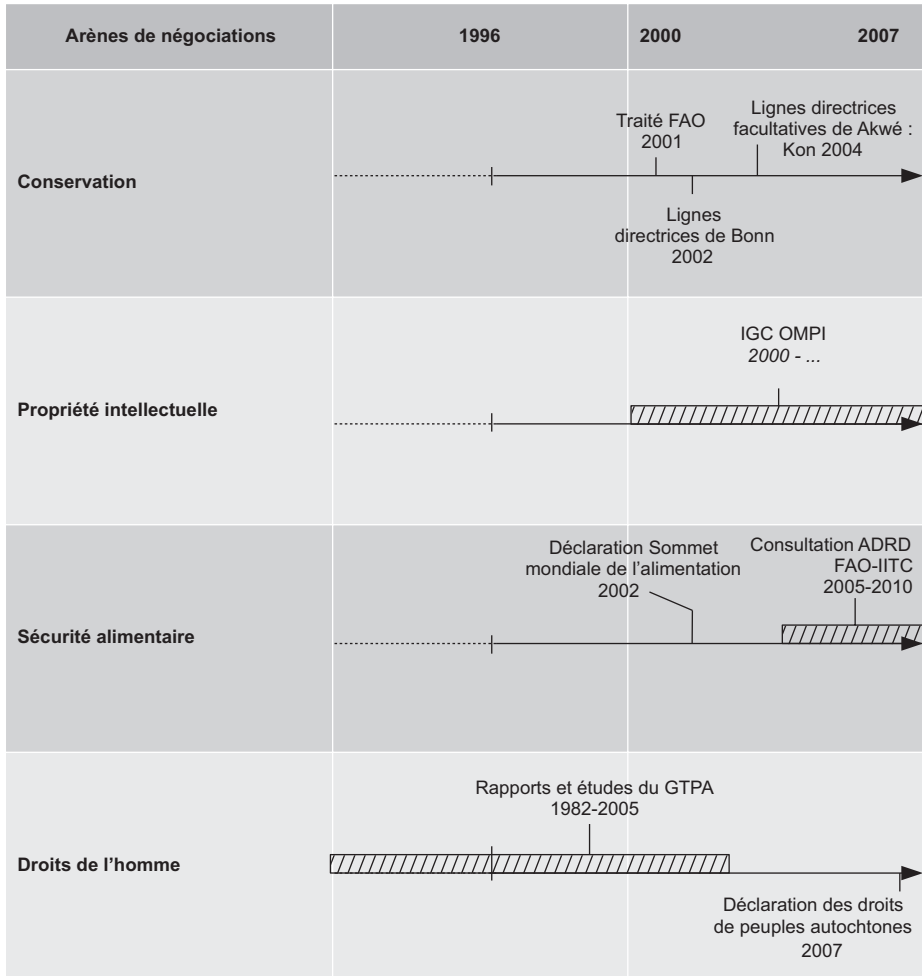 Arènes de négociations 1996 2000 2007
Conservation
Traité FAO
2001
Lignes directrices
facultatives de Akwé :
Kon 2004
Lignes
directrices de Bonn
2002
Propriété intellectuelle
IGC OMPI
2000 - ...
Sécurité alimentaire
Déclaration Sommet
mondiale de l’alimentation
2002
Consultation ADRD
FAO-IITC
2005-2010
Droits de l’homme
Rapports et études du GTPA
1982-2005
Déclaration des droits
de peuples autochtones
2007